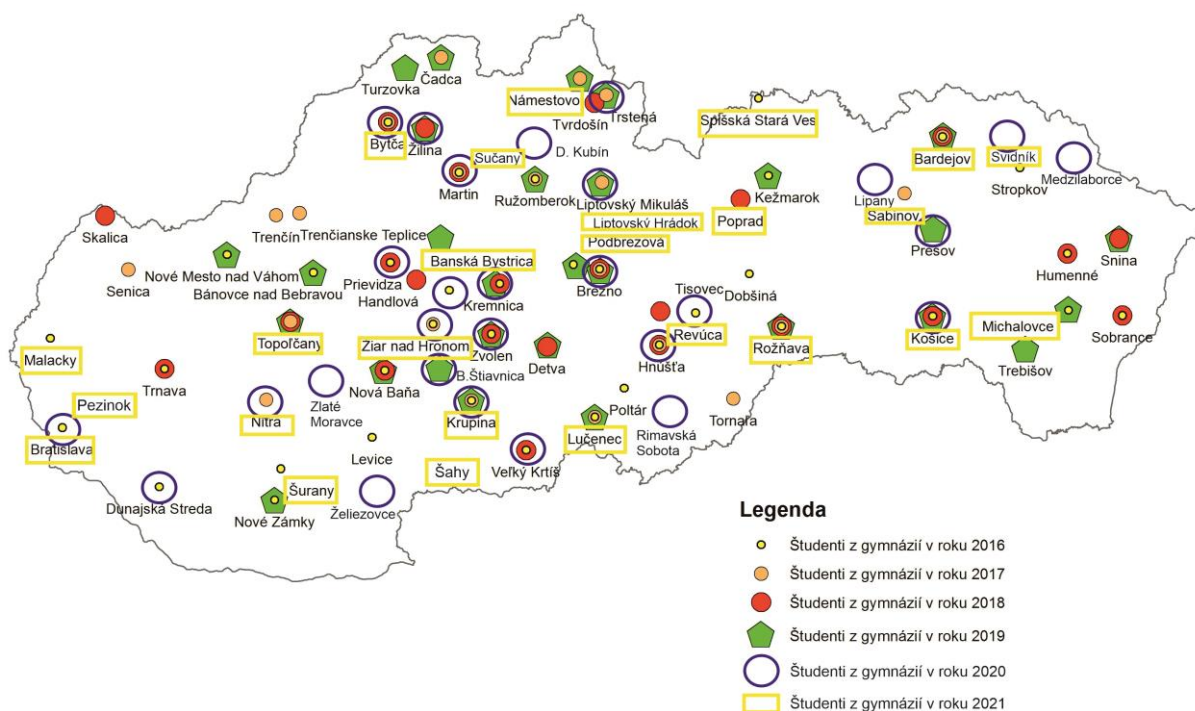 Turzovka
Čadca
Námestovo
Tvrdošín
Trstená
Spišská Stará Ves
Bytča
Žilina
Sučany
D. Kubín
Martin
Ružomberok
Liptovský Mikuláš
Liptovský Hrádok
Podbrezová
Poprad
Kežmarok
Bardejov
Svidník
Stropkov
Medzilaborce
Lipany
Sabinov
Prešov
Skalica
Trenčín
Trenčianske Teplice
Senica
Nové Mesto nad Váhom
Bánovce nad Bebravou
Banská Bystrica
Prievidza
Handlová
Kremnica
Brezno
Tisovec
Dobšiná
Humenné
Snina
Malacky
Topoľčany
Ziar nad Hronom
Zvolen
Detva
Hnúšťa
Revúca
Rožňava
Košice
Michalovce
Trebišov
Sobrance
Trnava
Nová Baňa
B.Štiavnica
Pezinok
Bratislava
Nitra
Zlaté
Moravce
Krupina
Lučenec
Poltár
Rimavská
Sobota
Tornaľa
Levice
Šahy
Veľký Krtíš
Dunajská Streda
Šurany
Nové Zámky
Želiezovce
Legenda
Študenti z gymnázií v roku 2016
Študenti z gymnázií v roku 2017
Študenti z gymnázií v roku 2018
Študenti z gymnázií v roku 2019
Študenti z gymnázií v roku 2020
Študenti z gymnázií v roku 2021